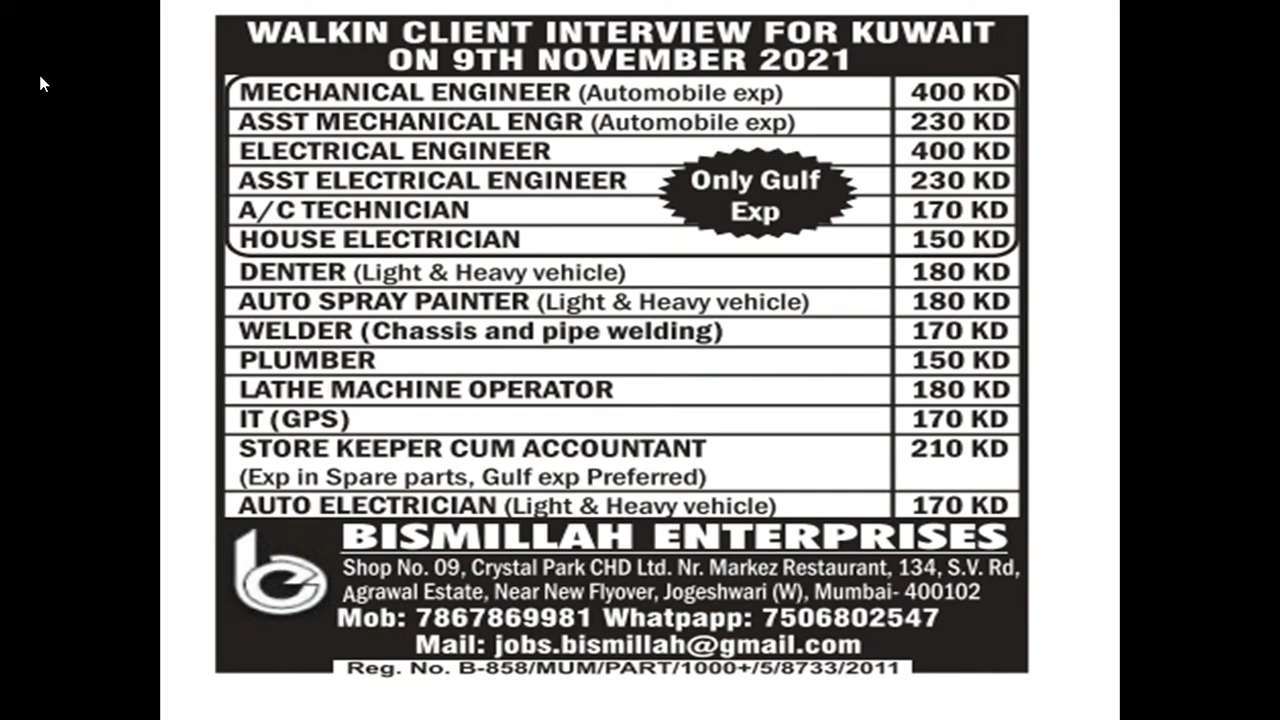 WALKIN CLIENT INTERVIEW FOR KUWAIT
ON 9TH NOVEMBER 2021
MECHANICAL ENGINEER (Automobile exp) 400 KD
ASST MECHANICAL ENGR (Automobile exp) 230 KD
ELECTRICAL ENGINEER 400 KD
ASST ELECTRICAL ENGINEER 230 KD
A/C TECHNICIAN 170 KD
HOUSE ELECTRICIAN 150 KD
Only Gulf
Exp
DENTER (Light & Heavy vehicle) 180 KD
AUTO SPRAY PAINTER (Light & Heavy vehicle) 180 KD
WELDER (Chassis and pipe welding) 170 KD
PLUMBER 150 KD
LATHE MACHINE OPERATOR 180 KD
IT (GPS) 170 KD
STORE KEEPER CUM ACCOUNTANT 210 KD
(Exp in Spare parts, Gulf exp Preferred)
AUTO ELECTRICIAN (Light & Heavy vehicle) 170 KD
be
BISMILLAH ENTERPRISES
Shop No. 09, Crystal Park CHD Ltd. Nr. Markez Restaurant, 134, S.V. Rd,
Agrawal Estate, Near New Flyover, Jogeshwari (W), Mumbai- 400102
Mob: 7867869981 Whatpapp: 7506802547
Mail: jobs.bismillah@gmail.com
Reg. No. B-858/MUM/PART/1000+/5/8733/2011